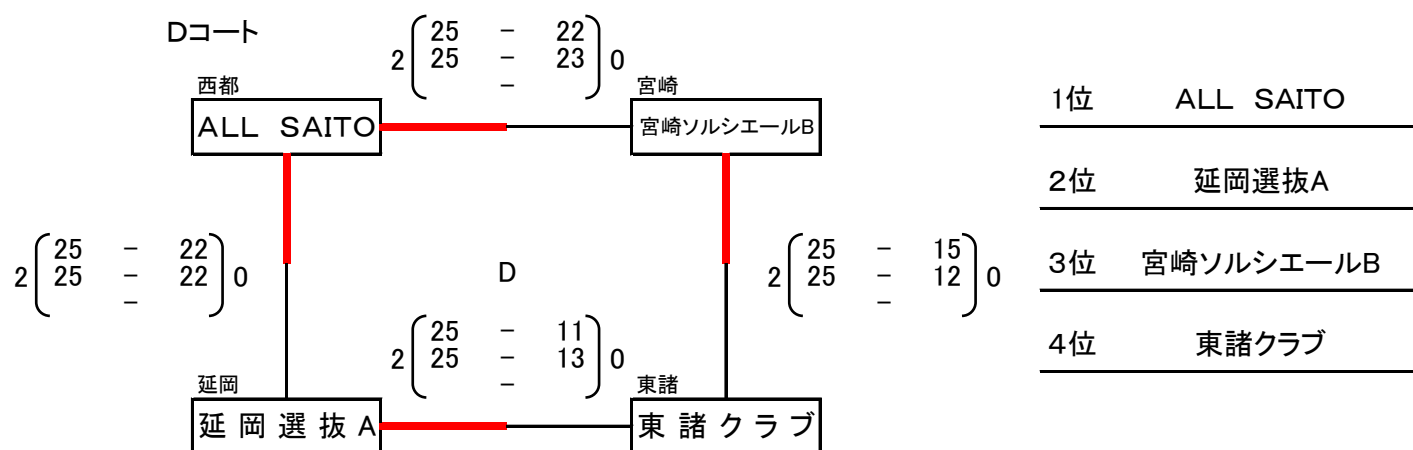 Dコート
2 25 - 22 0
25 - 23
-
西都
ALL SAITO
宮崎
宮崎ソルシエールB
1位 ALL SAITO
2位 延岡選抜A
3位 宮崎ソルシエールB
4位 東諸クラブ
2 25 - 22 0
25 - 22
-
D
2 25 - 15 0
25 - 12
-
2 25 - 11 0
25 - 13
-
延岡
延岡選抜A
東諸
東諸クラブ